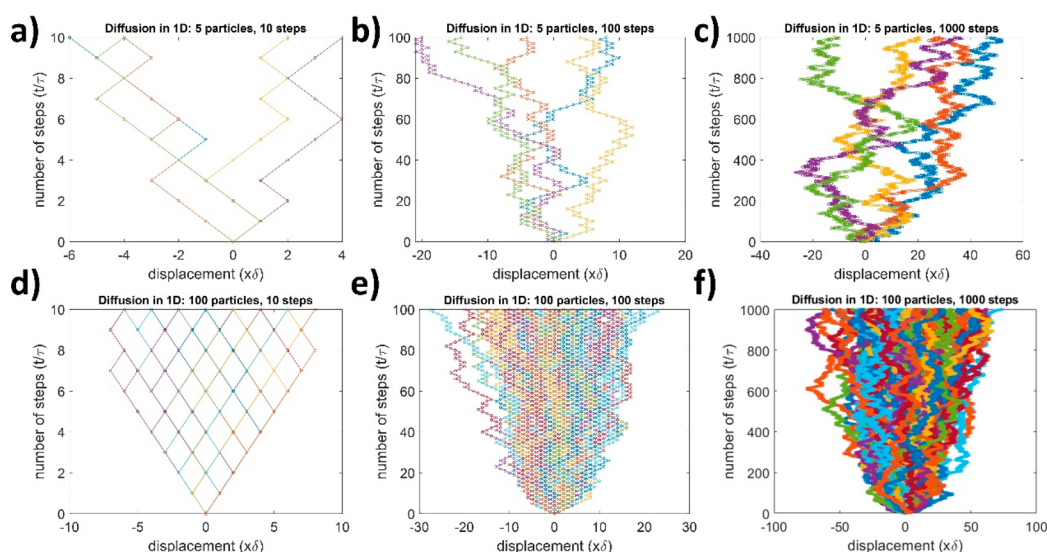 a)
Diffusion in 1D: 5 particles, 10 steps
10
8
6
4
2
0
number of steps (t/τ)
-6 -4 -2 0 2 4
displacement (xδ)
b)
Diffusion in 1D: 5 particles, 100 steps
100
80
60
40
20
0
number of steps (t/τ)
-20 -10 0 10 20
displacement (xδ)
c)
Diffusion in 1D: 5 particles, 1000 steps
1000
800
600
400
200
0
number of steps (t/τ)
-40 -20 0 20 40 60
displacement (xδ)
d)
Diffusion in 1D: 100 particles, 10 steps
10
8
6
4
2
0
number of steps (t/τ)
-10 -5 0 5 10
displacement (xδ)
e)
Diffusion in 1D: 100 particles, 100 steps
100
80
60
40
20
0
number of steps (t/τ)
-30 -20 -10 0 10 20 30
displacement (xδ)
f)
Diffusion in 1D: 100 particles, 1000 steps
1000
800
600
400
200
0
number of steps (t/τ)
-100 -50 0 50 100
displacement (xδ)